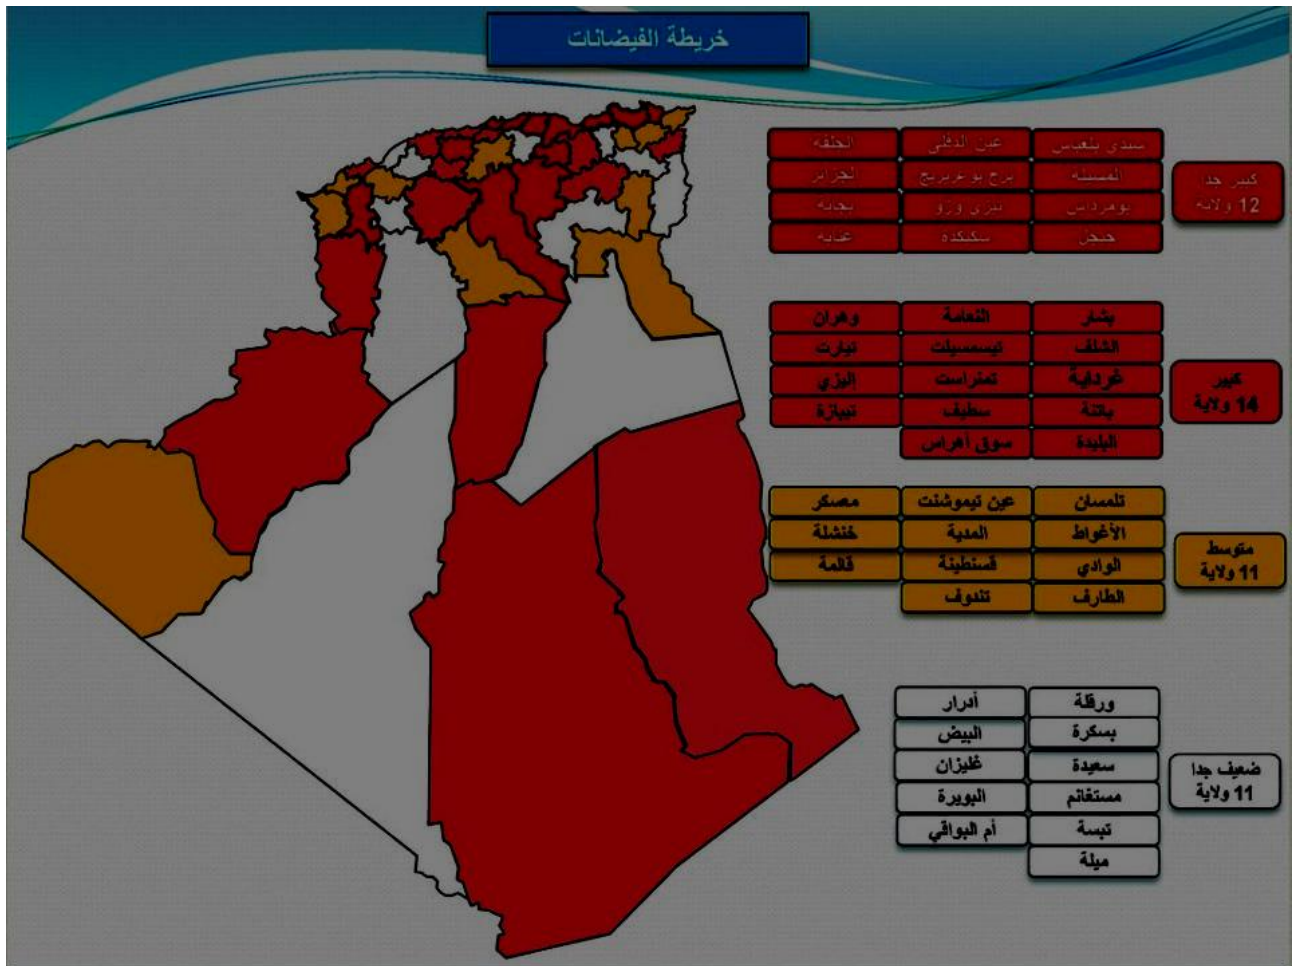 خريطة الفيضانات
سيدي بلعباس عين الدفلى الجلفة
المسيلة برج بوعريريج الجزائر
بومرداس تيزي وزو بجاية
جيجل سكيكدة عنابة
كبير جدا
12 ولاية
بشار النعامة وهران
الشلف تيسمسيلت تيارت
غرداية تمنراست إليزي
باتنة سطيف تيبازة
البليدة سوق أهراس
كبير
14 ولاية
تلمسان عين تيموشنت معسكر
الأغواط المدية خنشلة
الوادي قسنطينة قالمة
الطارف تندوف
متوسط
11 ولاية
ورقلة أدرار
بسكرة البيض
سعيدة غليزان
مستغانم البويرة
تبسة أم البواقي
ميلة
ضعيف جدا
11 ولاية